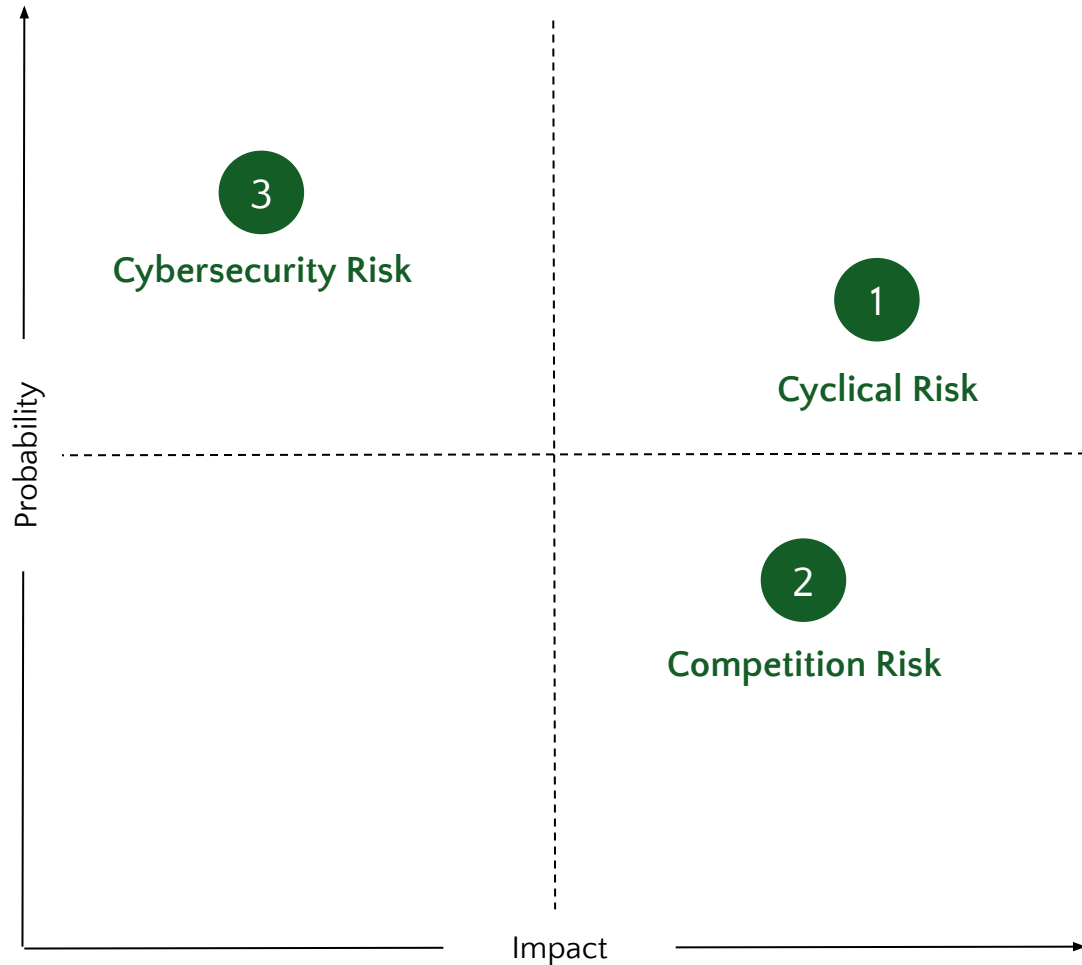 3
Cybersecurity Risk
1
Cyclical Risk
Probability
2
Competition Risk
Impact